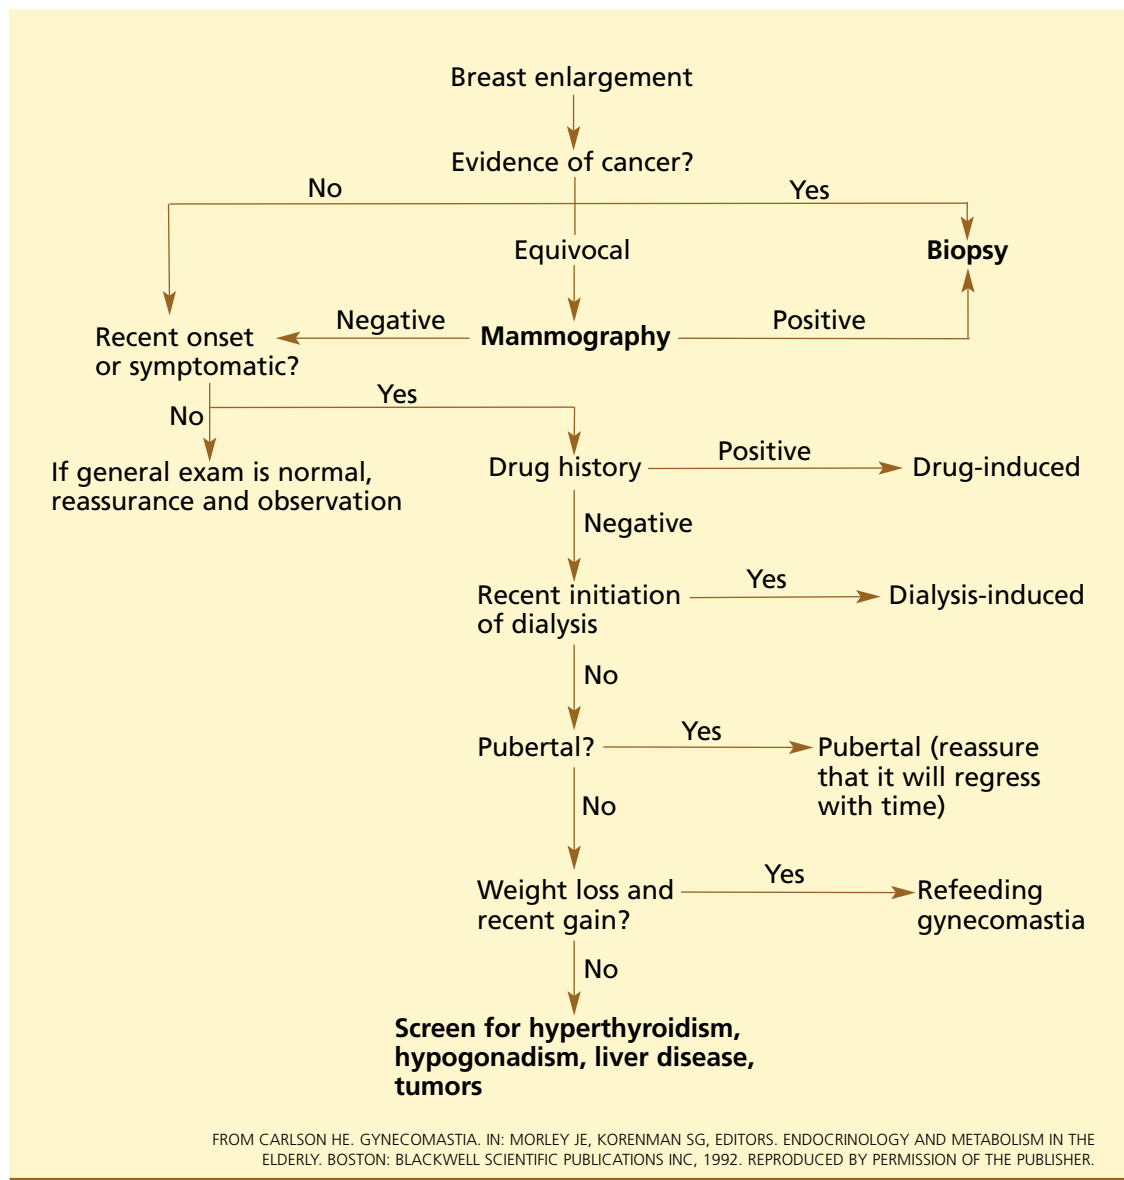 Breast enlargement
Evidence of cancer?
No
Yes
Equivocal
Biopsy
Recent onset
or symptomatic?
Negative
Mammography
Positive
No
Yes
If general exam is normal,
reassurance and observation
Drug history
Positive
Drug-induced
Negative
Recent initiation
of dialysis
Yes
Dialysis-induced
No
Pubertal?
Yes
Pubertal (reassure
that it will regress
with time)
No
Weight loss and
recent gain?
Yes
Refeeding
gynecomastia
No
Screen for hyperthyroidism,
hypogonadism, liver disease,
tumors
FROM CARLSON HE. GYNECOMASTIA. IN: MORLEY JE, KORENMAN SG, EDITORS. ENDOCRINOLOGY AND METABOLISM IN THE
ELDERLY. BOSTON: BLACKWELL SCIENTIFIC PUBLICATIONS INC, 1992. REPRODUCED BY PERMISSION OF THE PUBLISHER.